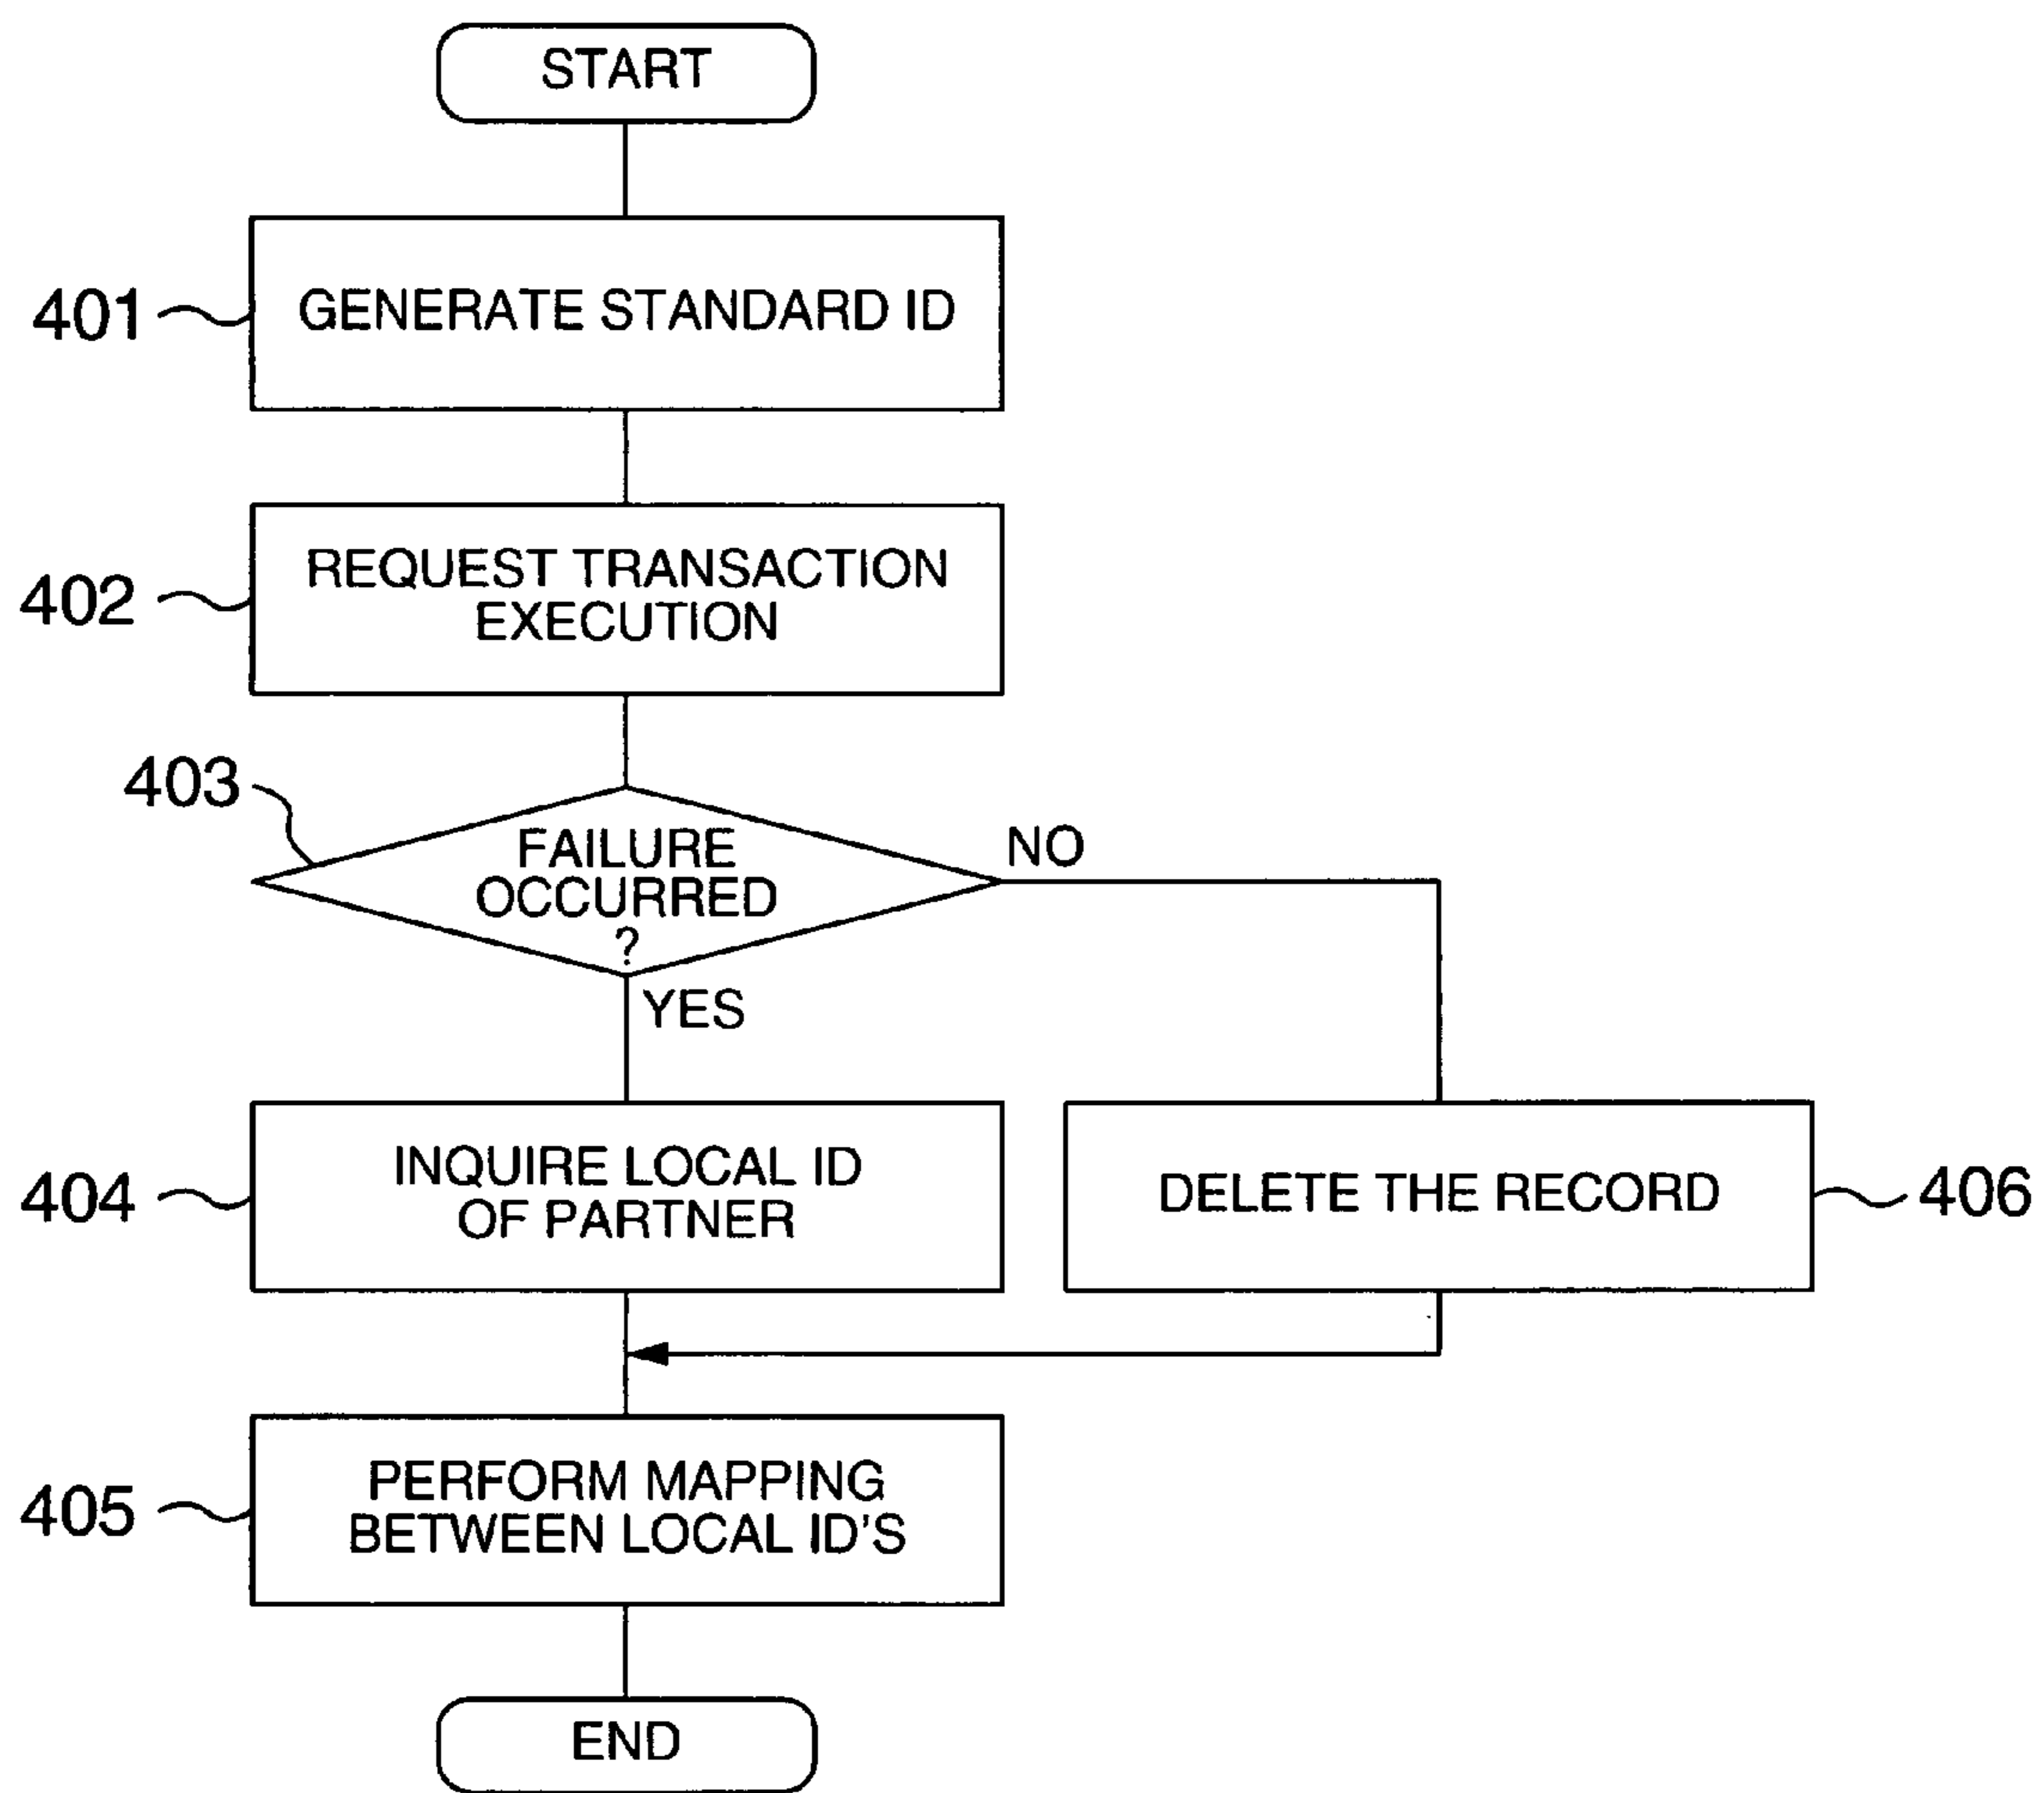 START
401
GENERATE STANDARD ID
402
REQUEST TRANSACTION
EXECUTION
403
FAILURE
OCCURRED
?
NO
YES
404
INQUIRE LOCAL ID
OF PARTNER
DELETE THE RECORD
406
405
PERFORM MAPPING
BETWEEN LOCAL ID'S
END